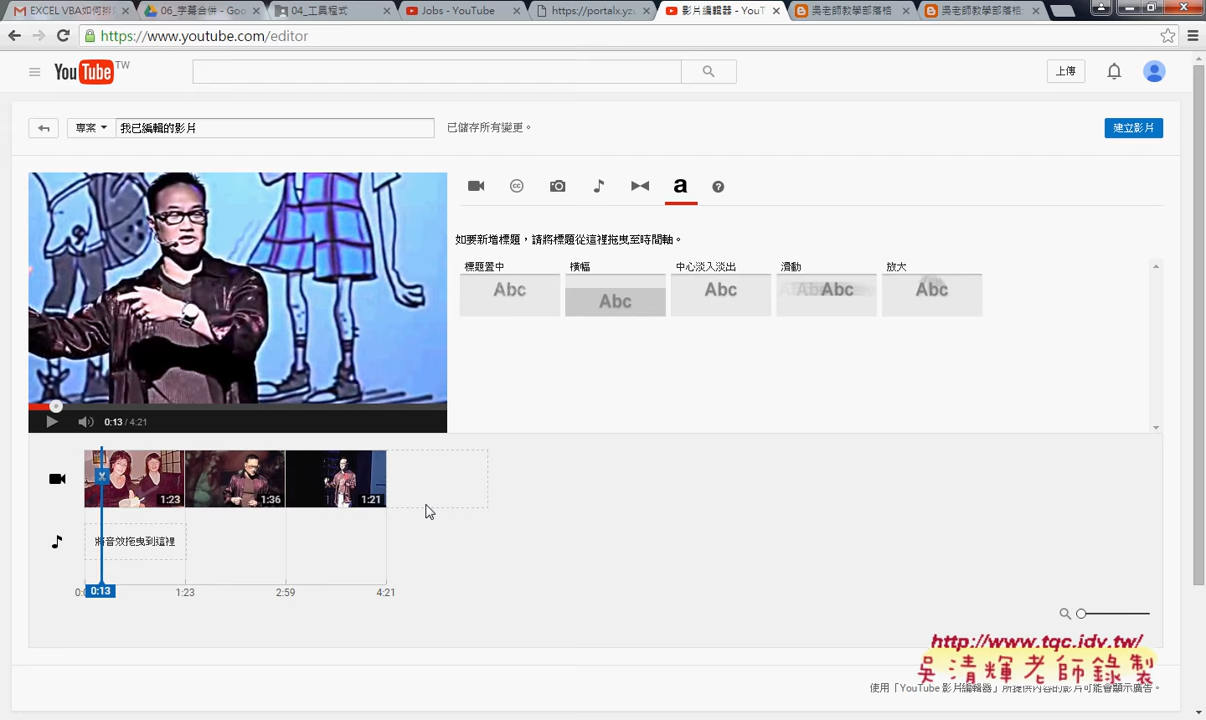 EXCEL VBA如何排
06_字幕合併 - Goo
04_工具程式
Jobs - YouTube
https://portalx.yz
影片編輯器 - YouT
吳老師教學部落格
吳老師教學部落格
https://www.youtube.com/editor
YouTube TW
上傳
專案
我已編輯的影片
已儲存所有變更。
建立影片
cc
a
?
如要新增標題，請將標題從這裡拖曳至時間軸。
標題置中
橫幅
中心淡入淡出
滑動
放大
Abc
Abc
Abc
Abc
Abc
0:13 / 4:21
1:23
1:36
1:21
將音效拖曳到這裡
0:13
1:23
2:59
4:21
http://www.tqc.idv.tw/
吳清輝老師錄製
使用「YouTube 影片編輯器」所提供內容的影片可能會顯示廣告。